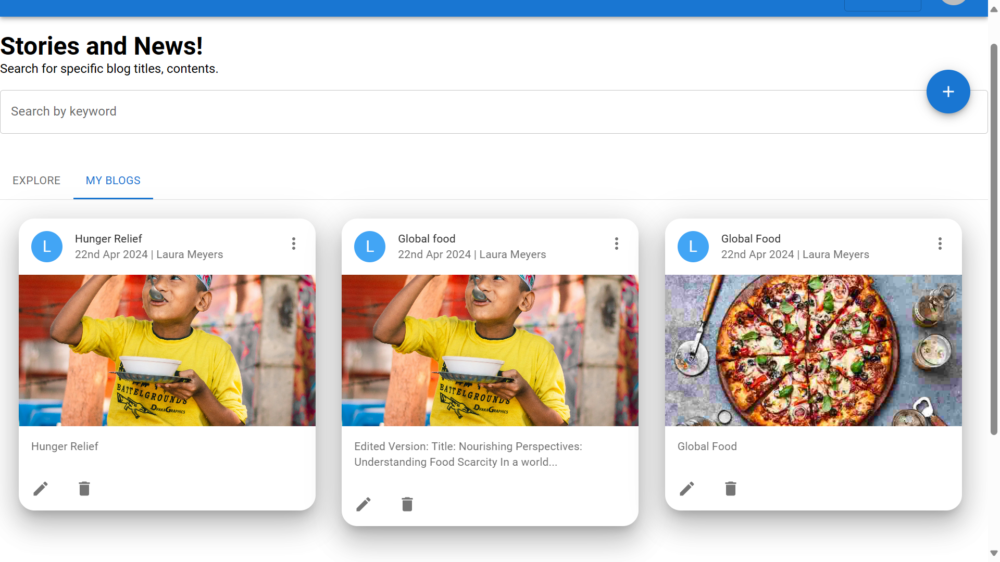 Stories and News!
Search for specific blog titles, contents.
+
Search by keyword
EXPLORE MY BLOGS
L
Hunger Relief
22nd Apr 2024 | Laura Meyers
BATTELGROUNDS
DHAKAGRAPHICS
Hunger Relief
L
Global food
22nd Apr 2024 | Laura Meyers
BATTELGROUNDS
DHAKAGRAPHICS
Edited Version: Title: Nourishing Perspectives:
Understanding Food Scarcity In a world...
L
Global Food
22nd Apr 2024 | Laura Meyers
Global Food